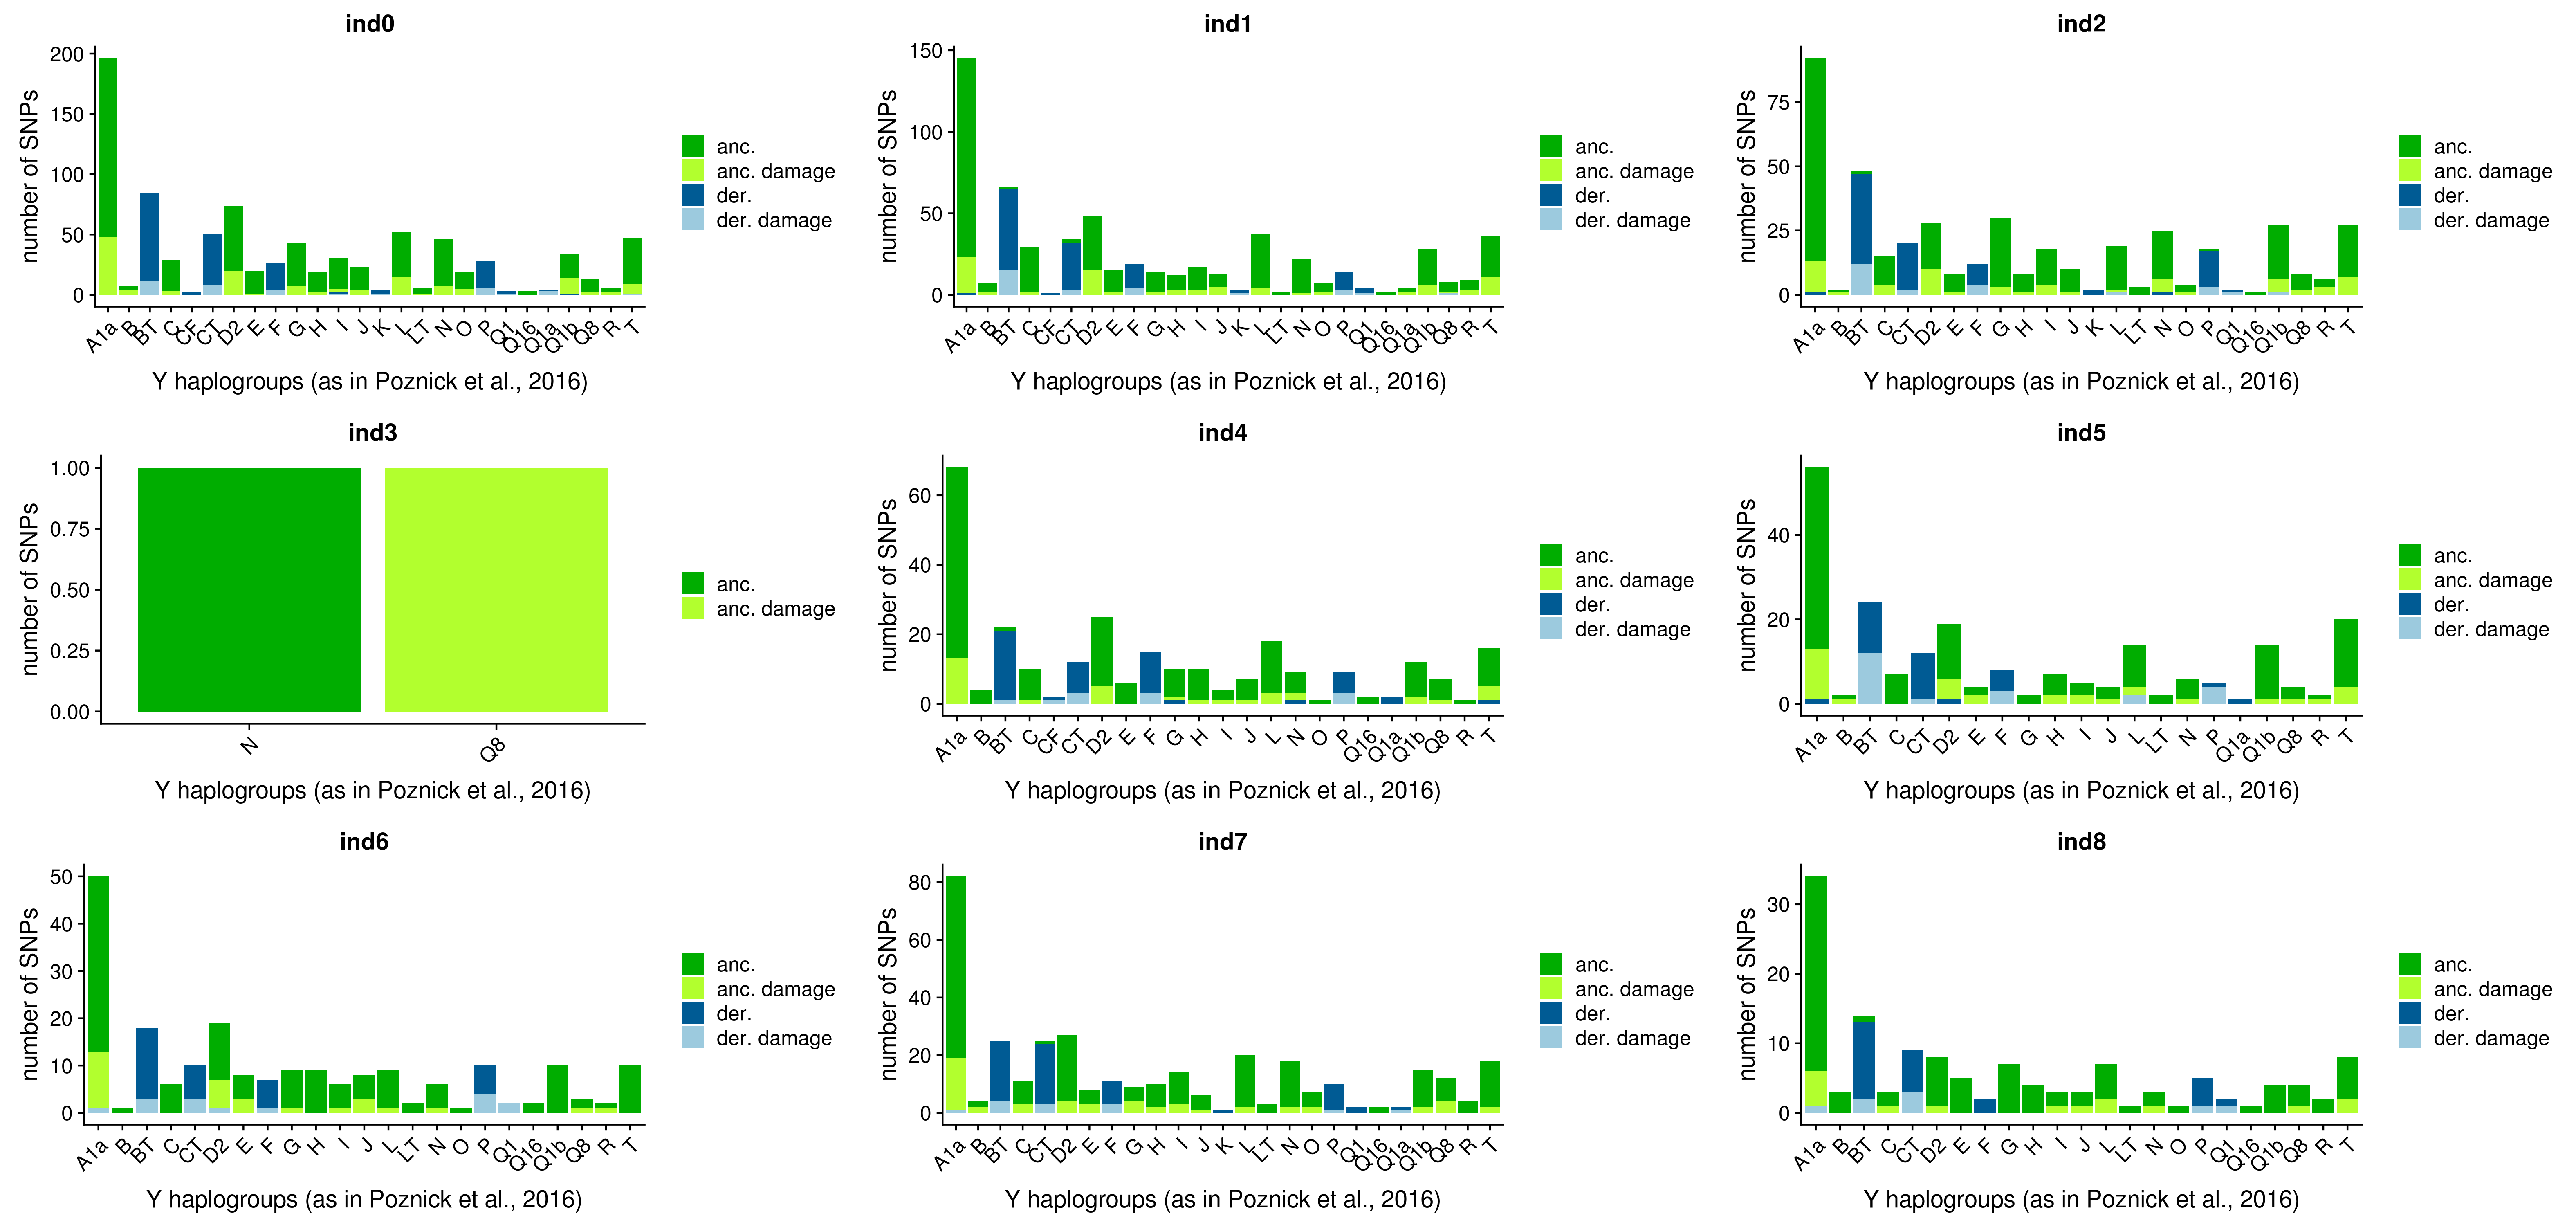 ind0
number of SNPs
200
150
100
50
0
A1a B BT C CF CT D2 E F G H I J K L LT N O P Q1 Q16 Q1a Q1b Q8 R T
Y haplogroups (as in Poznick et al., 2016)
anc.
anc. damage
der.
der. damage
ind1
number of SNPs
150
100
50
0
A1a B BT C CF CT D2 E F G H I J K L LT N O P Q1 Q16 Q1a Q1b Q8 R T
Y haplogroups (as in Poznick et al., 2016)
anc.
anc. damage
der.
der. damage
ind2
number of SNPs
75
50
25
0
A1a B BT C CT D2 E F G H I J K L LT N O P Q1 Q16 Q1b Q8 R T
Y haplogroups (as in Poznick et al., 2016)
anc.
anc. damage
der.
der. damage
ind3
number of SNPs
1.00
0.75
0.50
0.25
0.00
N Q8
Y haplogroups (as in Poznick et al., 2016)
anc.
anc. damage
ind4
number of SNPs
60
40
20
0
A1a B BT C CF CT D2 E F G H I J L N O P Q16 Q1a Q1b Q8 R T
Y haplogroups (as in Poznick et al., 2016)
anc.
anc. damage
der.
der. damage
ind5
number of SNPs
40
20
0
A1a B BT C CT D2 E F G H I J L LT N P Q1a Q1b Q8 R T
Y haplogroups (as in Poznick et al., 2016)
anc.
anc. damage
der.
der. damage
ind6
number of SNPs
50
40
30
20
10
0
A1a B BT C CT D2 E F G H I J L LT N O P Q1 Q16 Q1b Q8 R T
Y haplogroups (as in Poznick et al., 2016)
anc.
anc. damage
der.
der. damage
ind7
number of SNPs
80
60
40
20
0
A1a B BT C CT D2 E F G H I J K L LT N O P Q1 Q16 Q1a Q1b Q8 R T
Y haplogroups (as in Poznick et al., 2016)
anc.
anc. damage
der.
der. damage
ind8
number of SNPs
30
20
10
0
A1a B BT C CT D2 E F G H I J L LT N O P Q1 Q16 Q1b Q8 R T
Y haplogroups (as in Poznick et al., 2016)
anc.
anc. damage
der.
der. damage